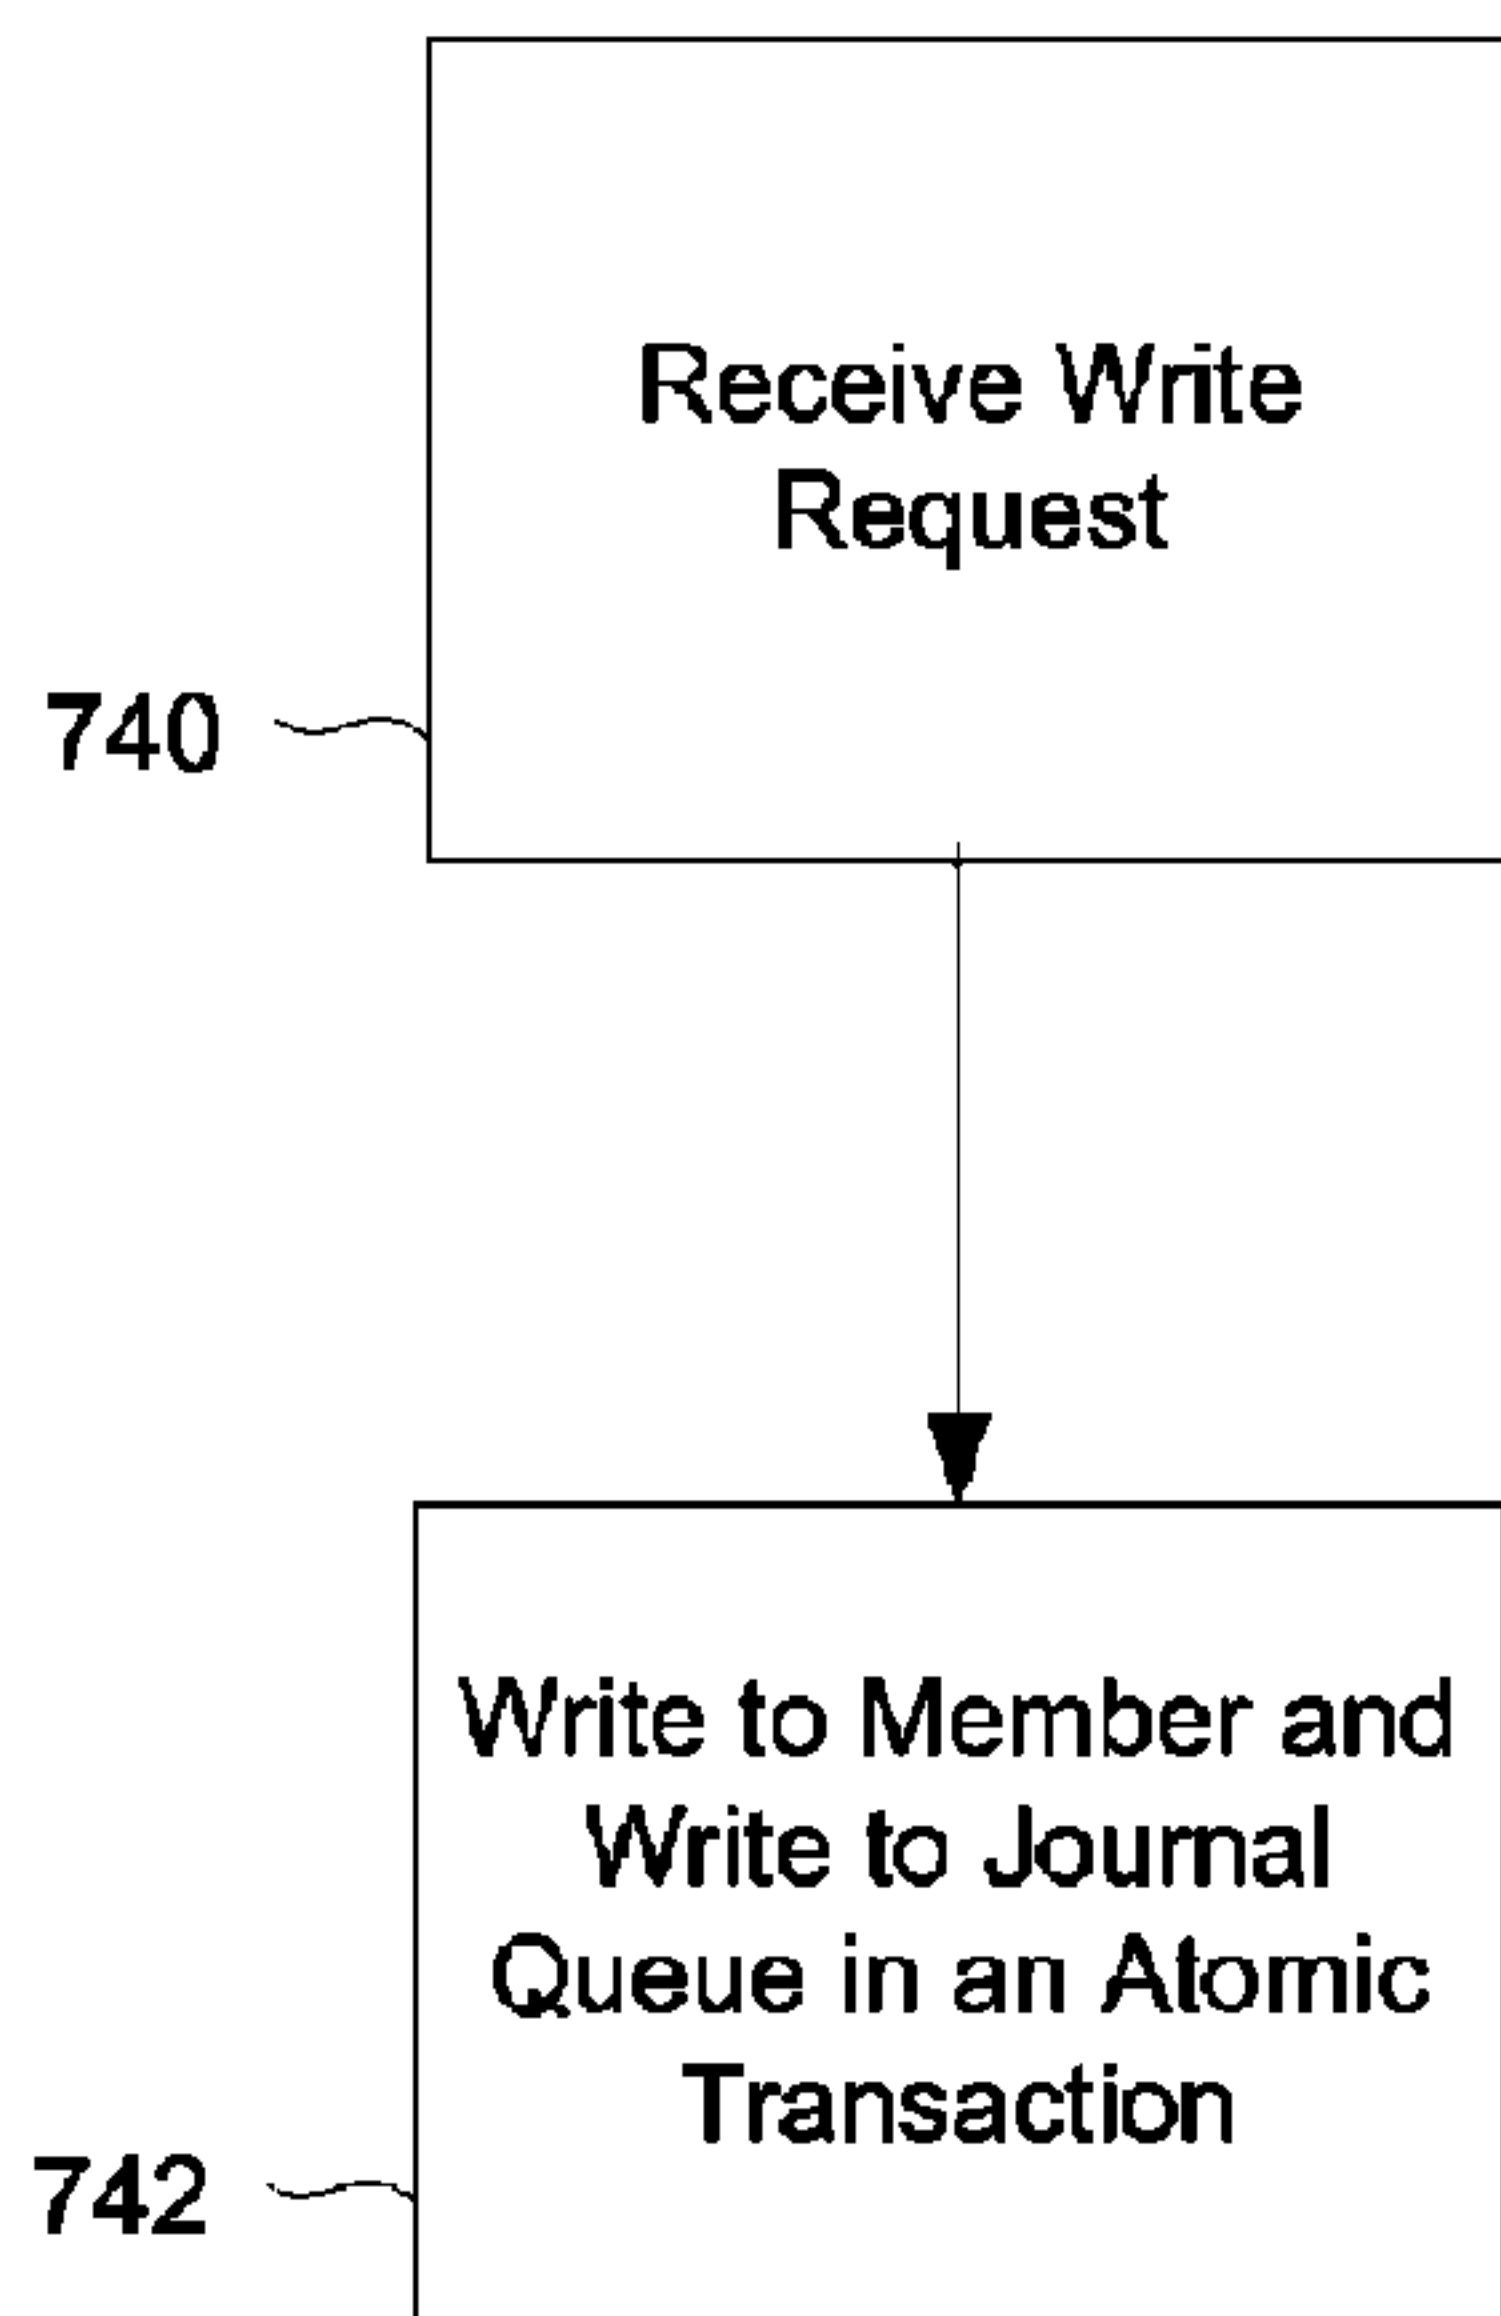 Receive Write
Request
740
Write to Member and
Write to Journal
Queue in an Atomic
Transaction
742